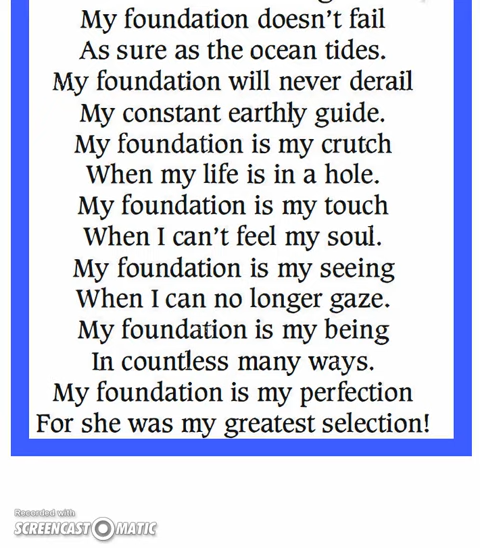 My foundation doesn't fail
As sure as the ocean tides.
My foundation will never derail
My constant earthly guide.
My foundation is my crutch
When my life is in a hole.
My foundation is my touch
When I can't feel my soul.
My foundation is my seeing
When I can no longer gaze.
My foundation is my being
In countless many ways.
My foundation is my perfection
For she was my greatest selection!
Recorded with
SCREENCAST-O-MATIC